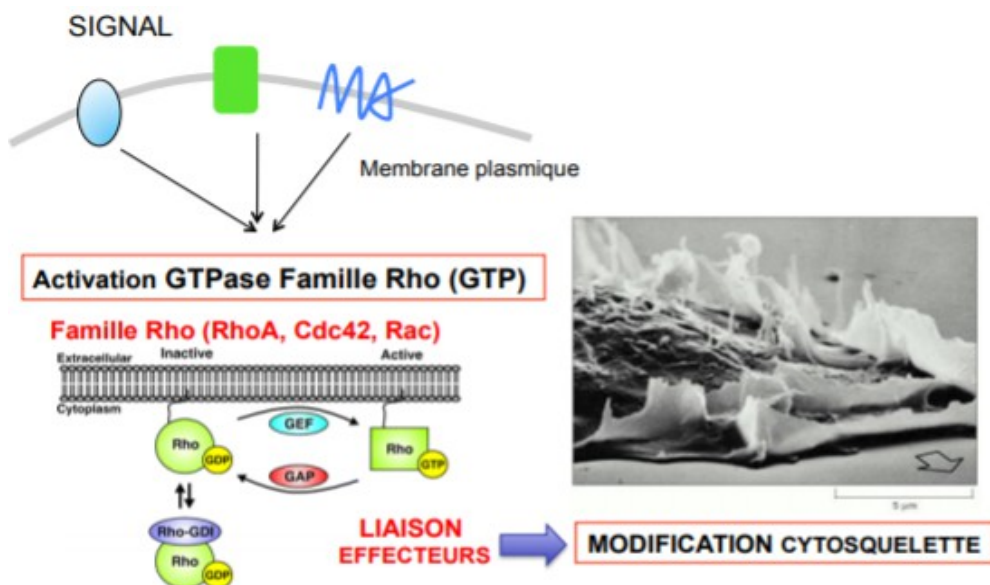 SIGNAL
Membrane plasmique
Activation GTPase Famille Rho (GTP)
Famille Rho (RhoA, Cdc42, Rac)
Extracellular
Inactive
Active
Cytoplasm
Rho
GDP
GEF
GAP
Rho
GTP
Rho-GDI
Rho
GDP
LIAISON
EFFECTEURS
MODIFICATION CYTOSQUELETTE
5 µm